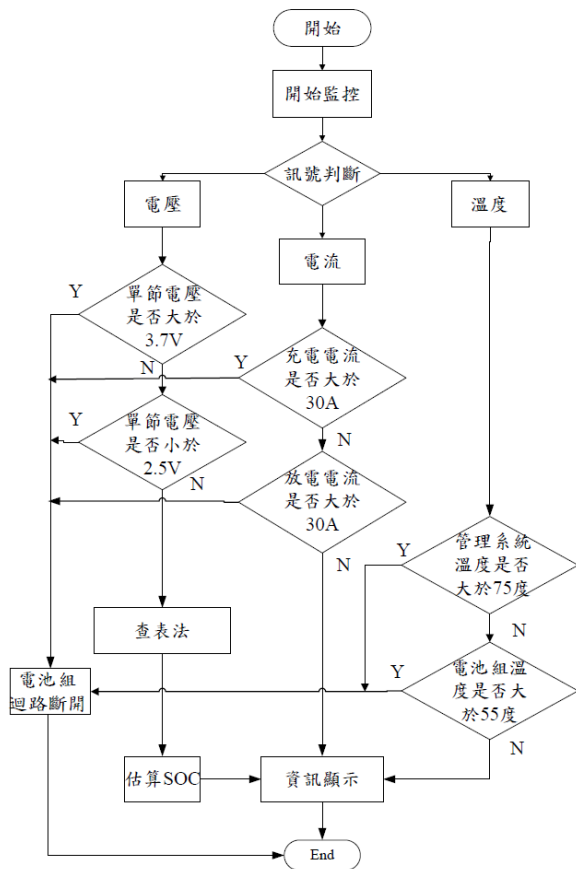 開始
開始監控
訊號判斷
電壓
溫度
電流
Y
單節電壓
是否大於
3.7V
N
Y
充電電流
是否大於
30A
N
Y
單節電壓
是否小於
2.5V
N
放電電流
是否大於
30A
N
Y
管理系統
溫度是否
大於75度
N
查表法
Y
電池組溫
度是否大
於55度
N
電池組
迴路斷開
估算SOC
資訊顯示
End